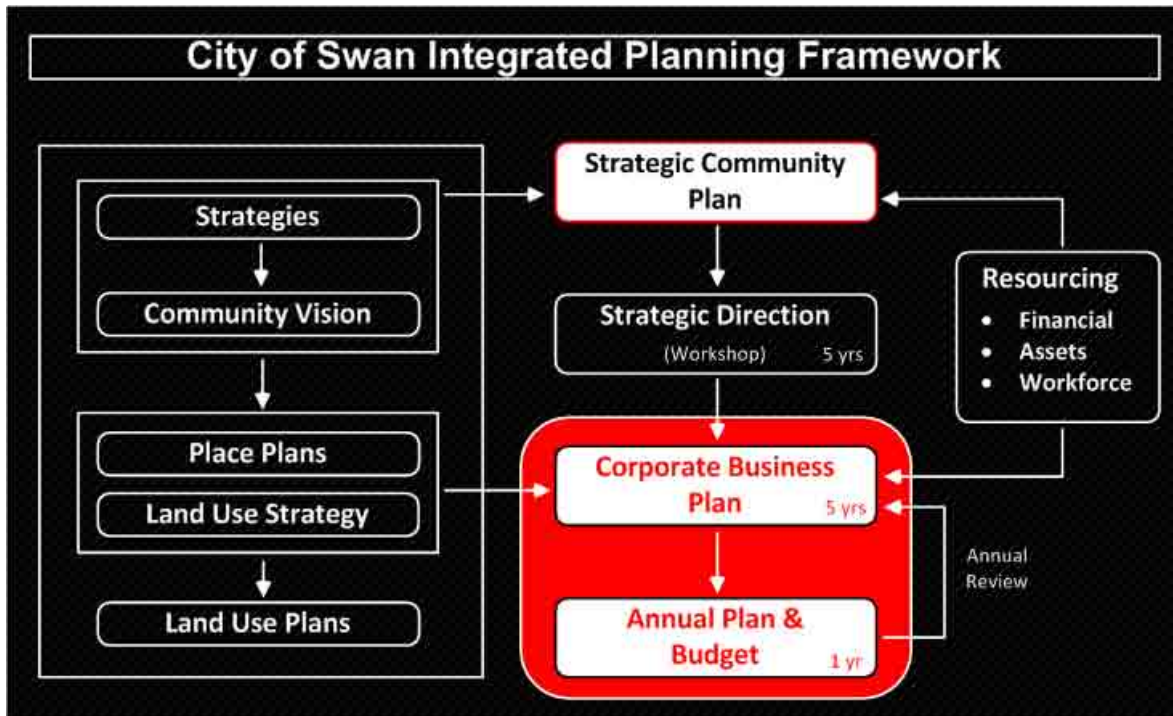 City of Swan Integrated Planning Framework
Strategies
Community Vision
Place Plans
Land Use Strategy
Land Use Plans
Strategic Community
Plan
Strategic Direction
(Workshop) 5 yrs
Corporate Business
Plan
5 yrs
Annual Plan &
Budget
1 yr
Resourcing
• Financial
• Assets
• Workforce
Annual
Review